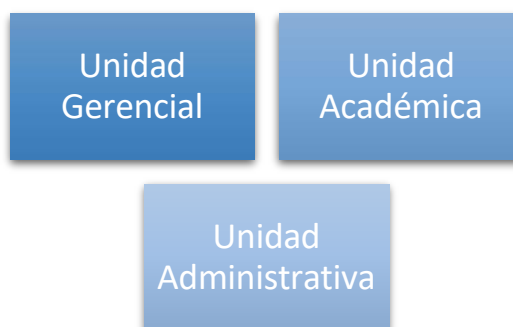 Unidad
Gerencial
Unidad
Académica
Unidad
Administrativa